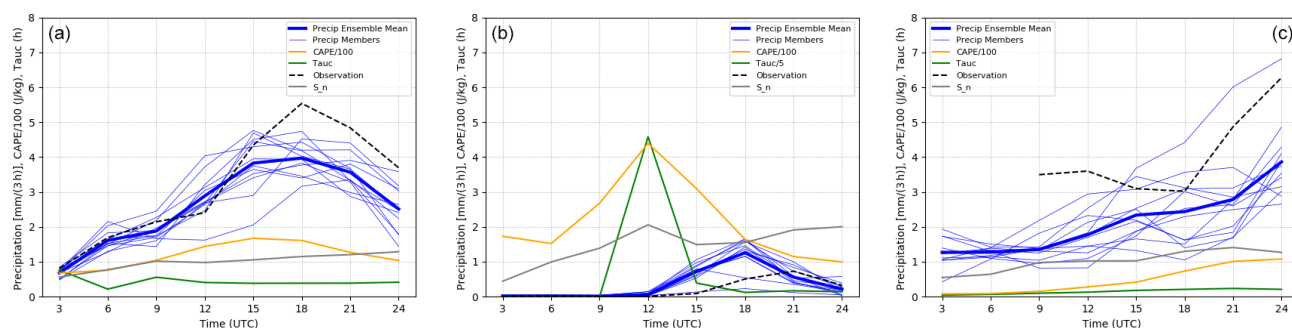 (a)
Precip Ensemble Mean
Precip Members
CAPE/100
Tauc
Observation
S_n
Precipitation [mm/(3h)], CAPE/100 (J/kg), Tauc (h)
8
7
6
5
4
3
2
1
0
3 6 9 12 15 18 21 24
Time (UTC)
(b)
Precip Ensemble Mean
Precip Members
CAPE/100
Tauc/5
Observation
S_n
Precipitation [mm/(3h)], CAPE/100 (J/kg), Tauc (h)
8
7
6
5
4
3
2
1
0
3 6 9 12 15 18 21 24
Time (UTC)
(c)
Precip Ensemble Mean
Precip Members
CAPE/100
Tauc
Observation
S_n
Precipitation [mm/(3h)], CAPE/100 (J/kg), Tauc (h)
8
7
6
5
4
3
2
1
0
3 6 9 12 15 18 21 24
Time (UTC)